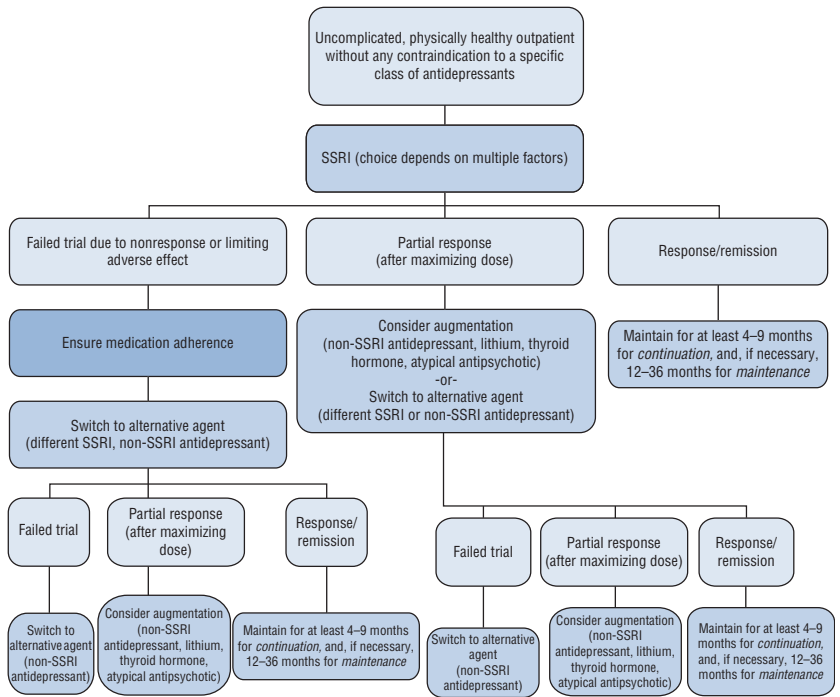 Uncomplicated, physically healthy outpatient
without any contraindication to a specific
class of antidepressants
SSRI (choice depends on multiple factors)
Failed trial due to nonresponse or limiting
adverse effect
Partial response
(after maximizing dose)
Response/remission
Ensure medication adherence
Consider augmentation
(non-SSRI antidepressant, lithium, thyroid
hormone, atypical antipsychotic)
-or-
Switch to alternative agent
(different SSRI or non-SSRI antidepressant)
Maintain for at least 4–9 months
for continuation, and, if necessary,
12–36 months for maintenance
Switch to alternative agent
(different SSRI, non-SSRI antidepressant)
Failed trial
Partial response
(after maximizing
dose)
Response/
remission
Failed trial
Partial response
(after maximizing dose)
Response/
remission
Switch to
alternative agent
(non-SSRI
antidepressant)
Consider augmentation
(non-SSRI
antidepressant, lithium,
thyroid hormone,
atypical antipsychotic)
Maintain for at least 4–9 months
for continuation, and, if necessary,
12–36 months for maintenance
Switch to alternative
agent
(non-SSRI
antidepressant)
Consider augmentation
(non-SSRI
antidepressant, lithium,
thyroid hormone,
atypical antipsychotic)
Maintain for at least 4–9
months for continuation,
and, if necessary, 12–36
months for maintenance